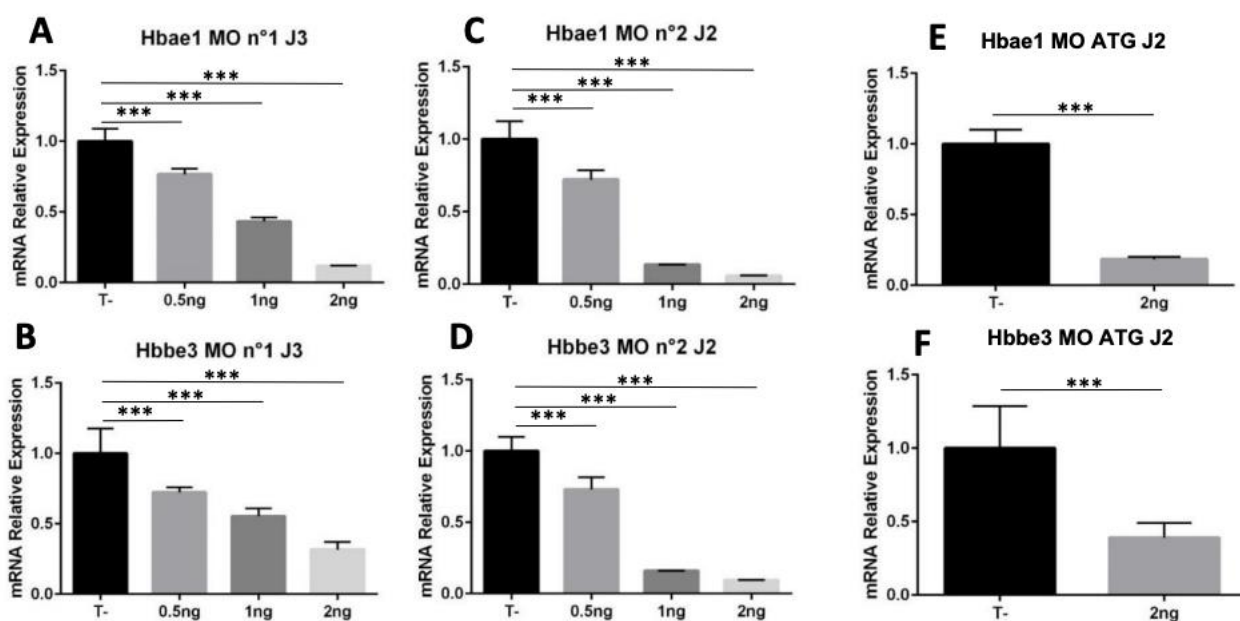 A
Hbae1 MO n°1 J3
mRNA Relative Expression
1.5
1.0
0.5
0.0
***
***
***
T- 0.5ng 1ng 2ng
C
Hbae1 MO n°2 J2
mRNA Relative Expression
1.5
1.0
0.5
0.0
***
***
***
T- 0.5ng 1ng 2ng
E
Hbae1 MO ATG J2
mRNA Relative Expression
1.5
1.0
0.5
0.0
***
T- 2ng
B
Hbbe3 MO n°1 J3
mRNA Relative Expression
1.5
1.0
0.5
0.0
***
***
***
T- 0.5ng 1ng 2ng
D
Hbbe3 MO n°2 J2
mRNA Relative Expression
1.5
1.0
0.5
0.0
***
***
***
T- 0.5ng 1ng 2ng
F
Hbbe3 MO ATG J2
mRNA Relative Expression
1.5
1.0
0.5
0.0
***
T- 2ng